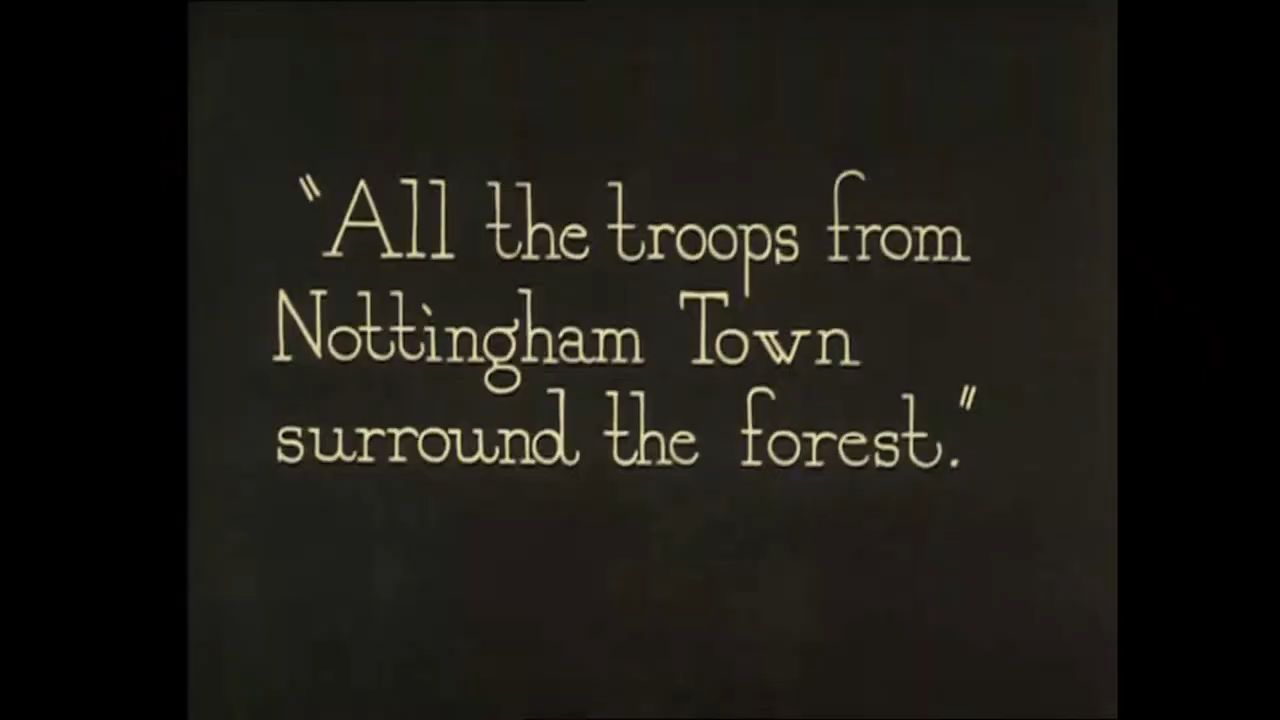 "All the troops from
Nottingham Town
surround the forest."